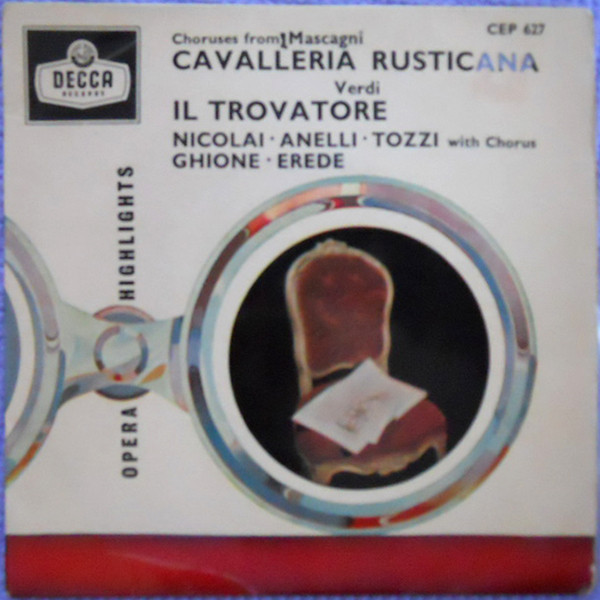 CEP 627
DECCA
RECORDS
Choruses from Mascagni
CAVALLERIA RUSTICANA
Verdi
IL TROVATORE
NICOLAI · ANELLI · TOZZI with Chorus
GHIONE · EREDE
OPERA HIGHLIGHTS